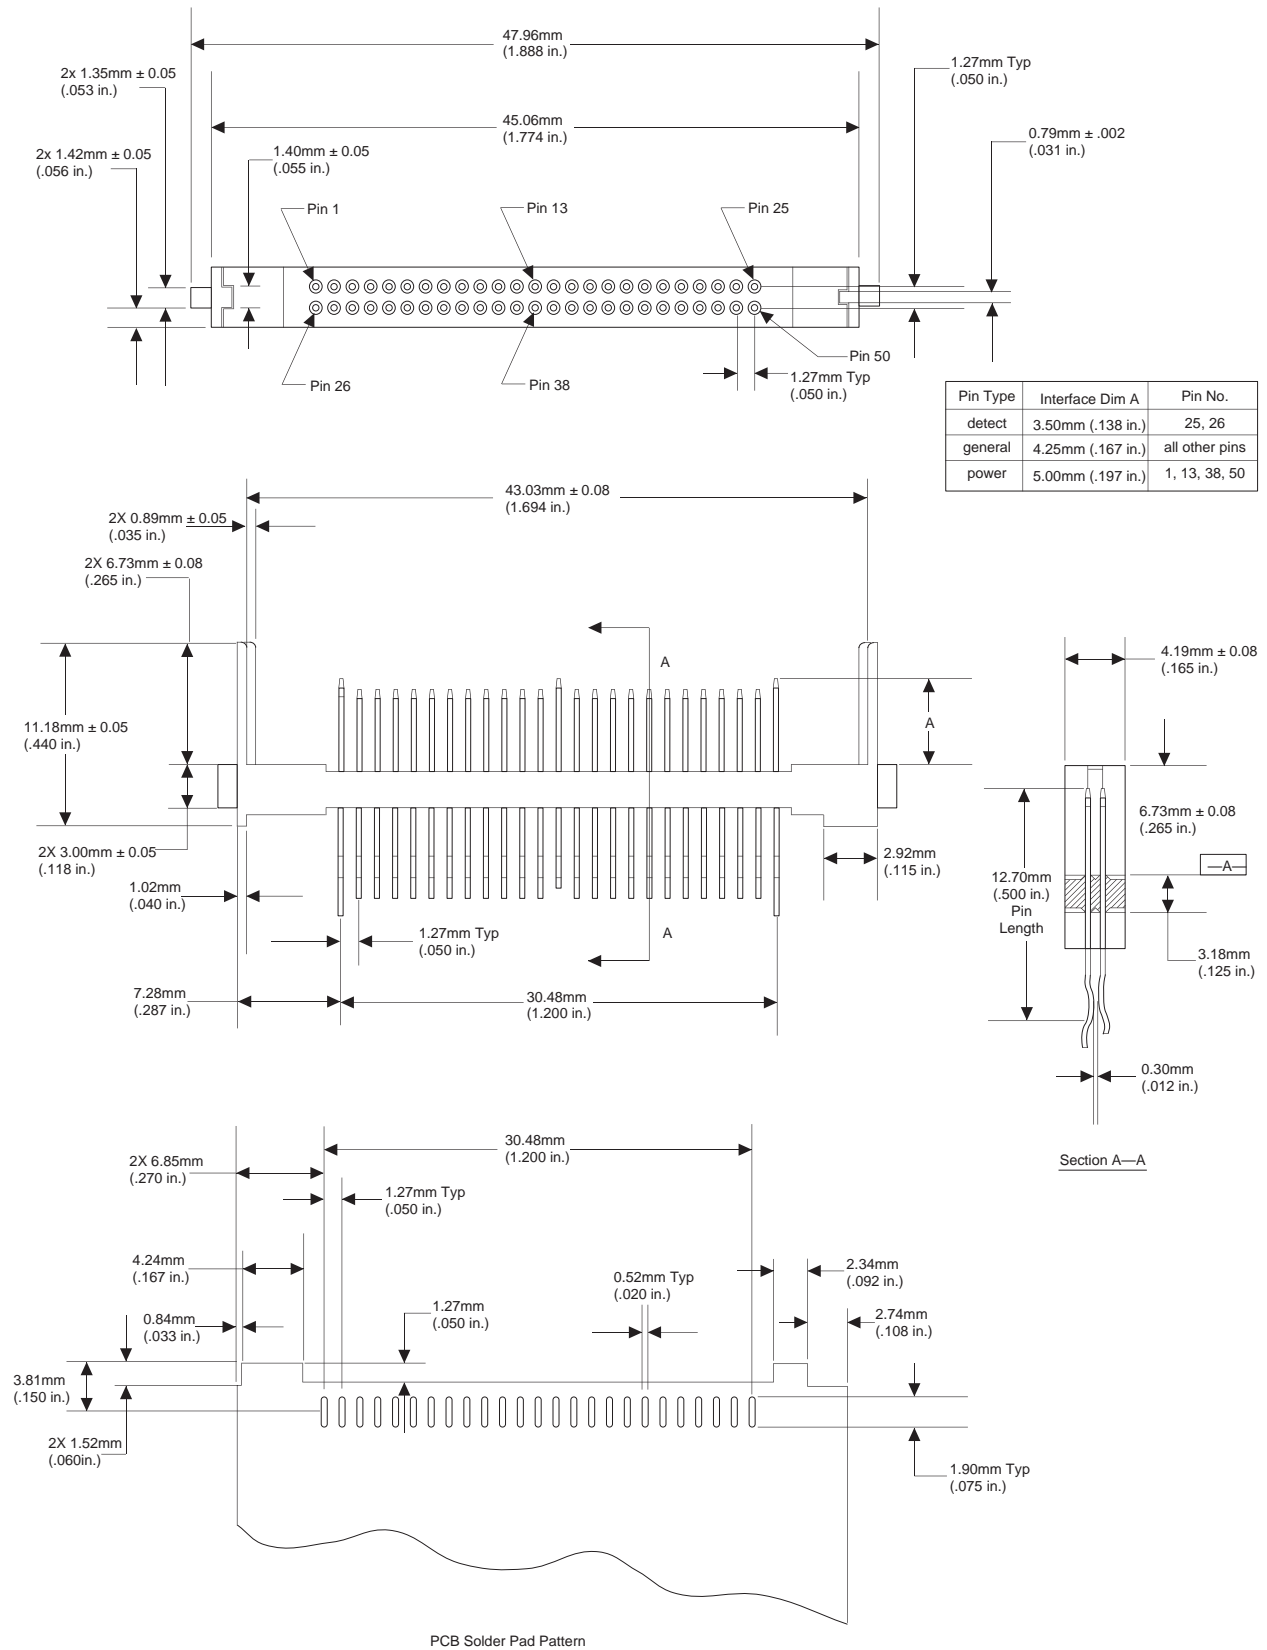 47.96mm
(1.888 in.)
2x 1.35mm ± 0.05
(.053 in.)
1.27mm Typ
(.050 in.)
45.06mm
(1.774 in.)
0.79mm ± .002
(.031 in.)
2x 1.42mm ± 0.05
(.056 in.)
1.40mm ± 0.05
(.055 in.)
Pin 1
Pin 13
Pin 25
Pin 26
Pin 38
Pin 50
1.27mm Typ
(.050 in.)
Pin Type Interface Dim A Pin No.
detect 3.50mm (.138 in.) 25, 26
general 4.25mm (.167 in.) all other pins
power 5.00mm (.197 in.) 1, 13, 38, 50
43.03mm ± 0.08
(1.694 in.)
2X 0.89mm ± 0.05
(.035 in.)
2X 6.73mm ± 0.08
(.265 in.)
A
4.19mm ± 0.08
(.165 in.)
11.18mm ± 0.05
(.440 in.)
A
6.73mm ± 0.08
(.265 in.)
2X 3.00mm ± 0.05
(.118 in.)
2.92mm
(.115 in.)
—A—
12.70mm
(.500 in.)
Pin
Length
1.02mm
(.040 in.)
1.27mm Typ
(.050 in.)
A
3.18mm
(.125 in.)
7.28mm
(.287 in.)
30.48mm
(1.200 in.)
0.30mm
(.012 in.)
Section A—A
30.48mm
(1.200 in.)
2X 6.85mm
(.270 in.)
1.27mm Typ
(.050 in.)
4.24mm
(.167 in.)
0.52mm Typ
(.020 in.)
2.34mm
(.092 in.)
0.84mm
(.033 in.)
1.27mm
(.050 in.)
2.74mm
(.108 in.)
3.81mm
(.150 in.)
2X 1.52mm
(.060in.)
1.90mm Typ
(.075 in.)
PCB Solder Pad Pattern